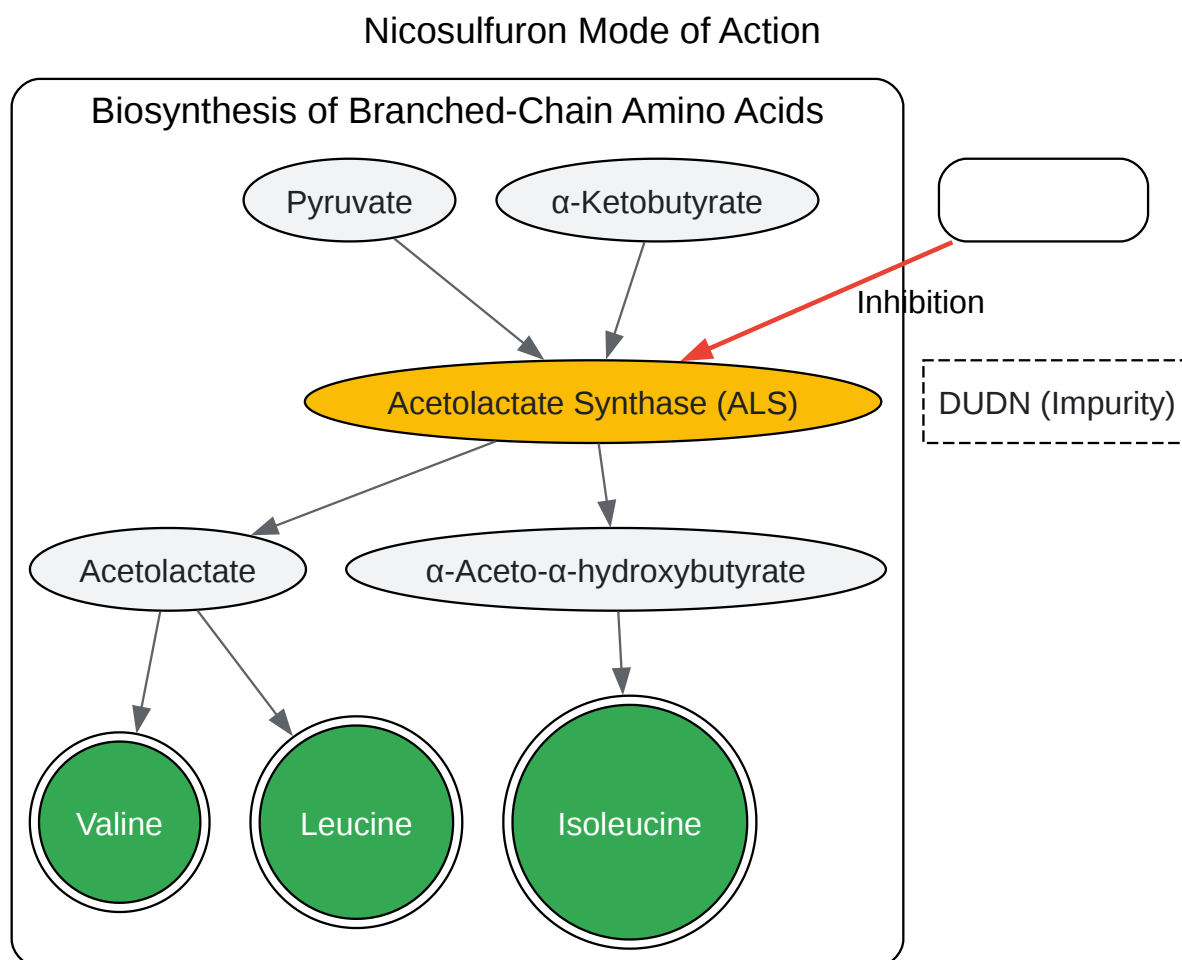 Nicosulfuron Mode of Action
Biosynthesis of Branched-Chain Amino Acids
Pyruvate
α-Ketobutyrate
Inhibition
Acetolactate Synthase (ALS)
DUDN (Impurity)
Acetolactate
α-Aceto-α-hydroxybutyrate
Valine
Leucine
Isoleucine